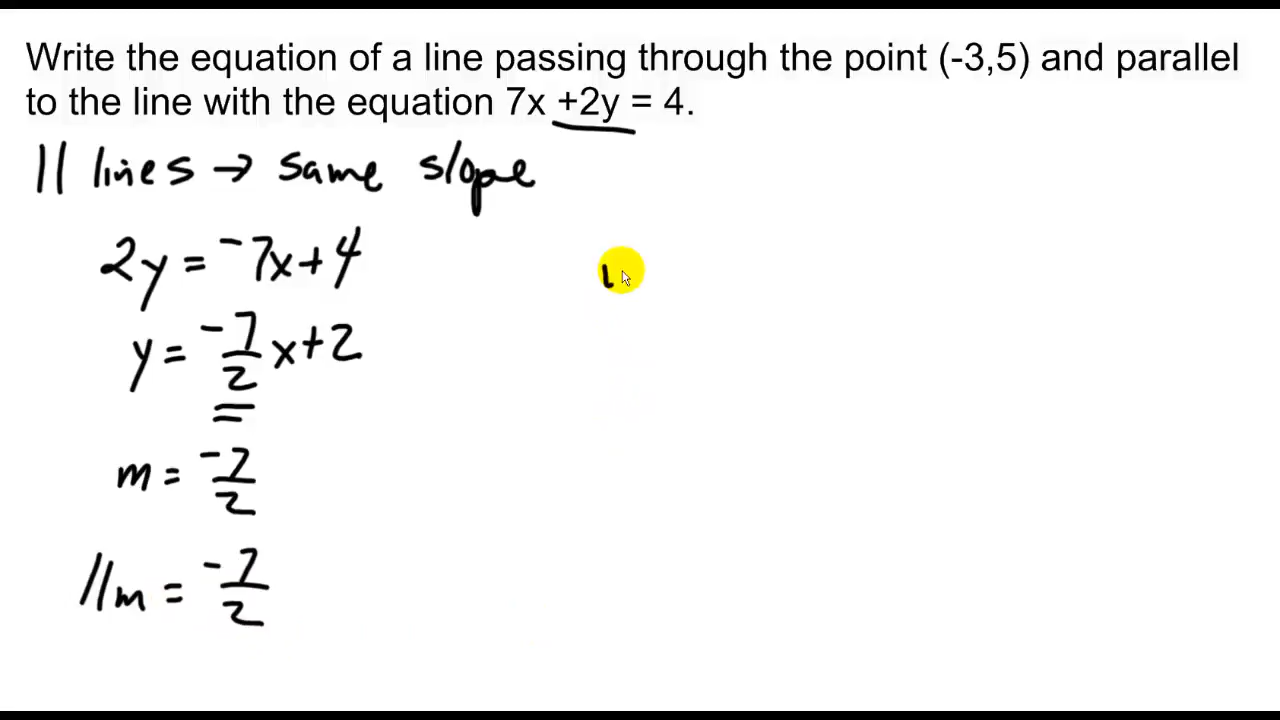 Write the equation of a line passing through the point (-3,5) and parallel
to the line with the equation 7x +2y = 4.
|| lines → same slope
2y = -7x + 4
y = -7/2 x + 2
m = -7/2
// m = -7/2